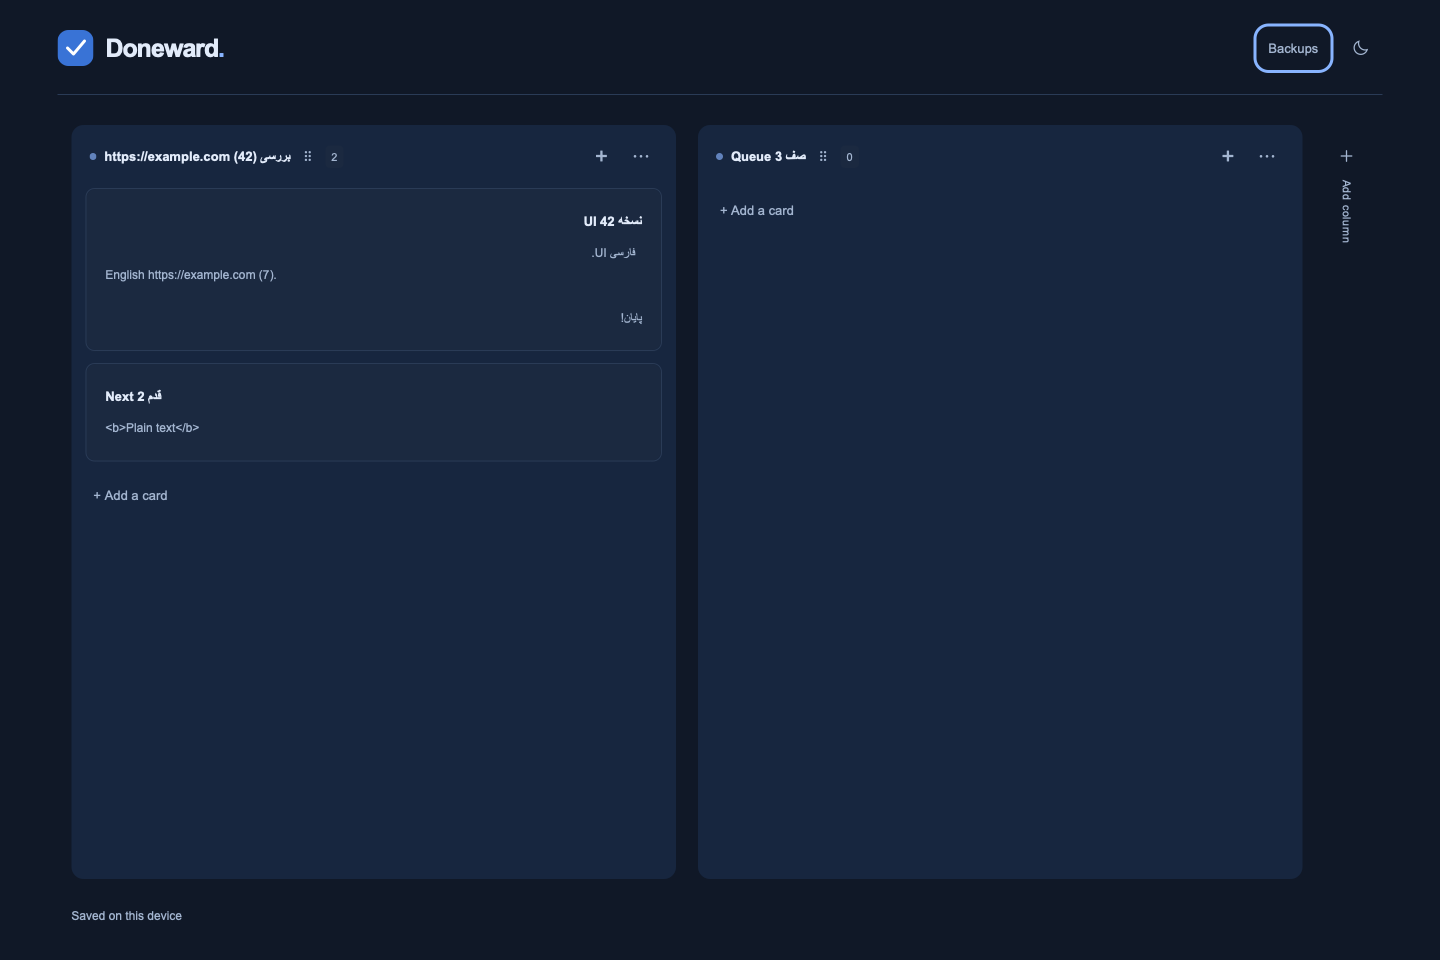 Doneward.
Backups
https://example.com (42) بررسی
2
نسخه 42 UI
فارسی UI.
English https://example.com (7).
پایان!
Next 2 قدم
<b>Plain text</b>
+ Add a card
Queue 3 صف
0
+ Add a card
Add column
Saved on this device